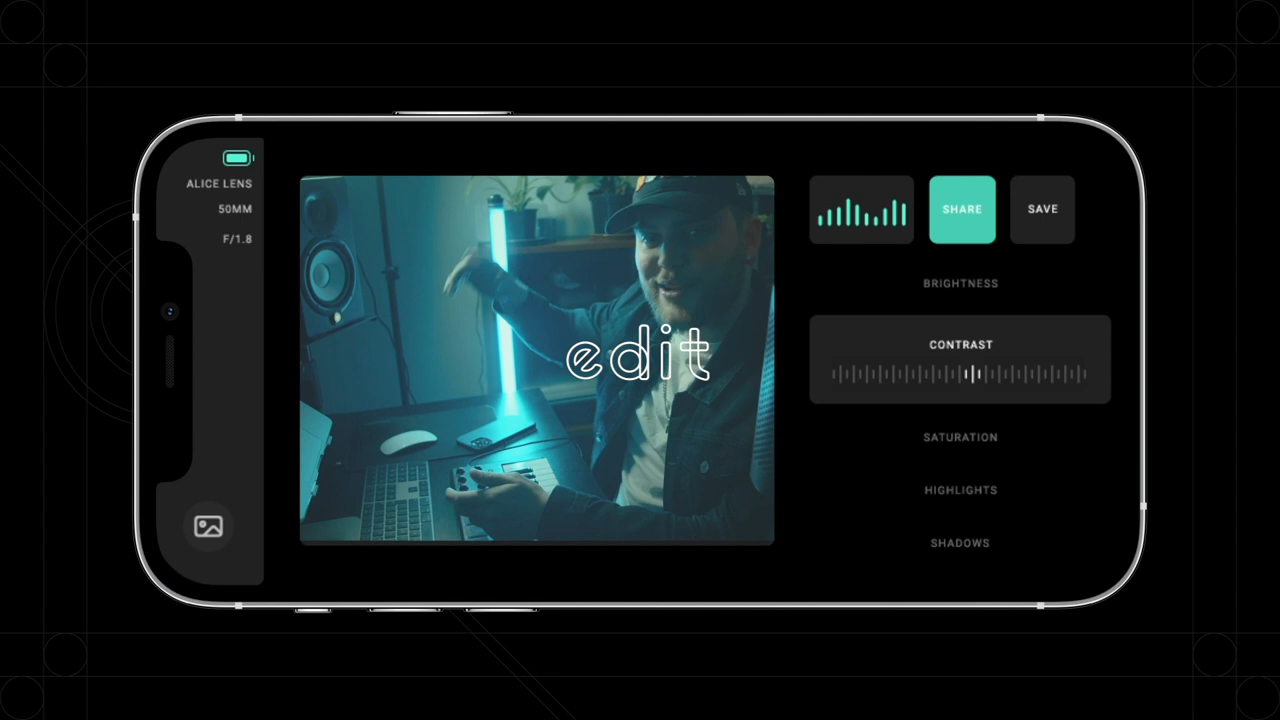 ALICE LENS
50MM
F/1.8
edit
SHARE
SAVE
BRIGHTNESS
CONTRAST
SATURATION
HIGHLIGHTS
SHADOWS